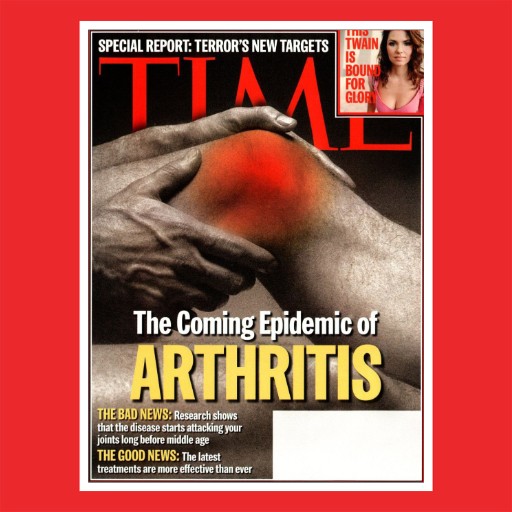 SPECIAL REPORT: TERROR'S NEW TARGETS
THIS
TWAIN
IS
BOUND
FOR
GLORY
TIME
The Coming Epidemic of
ARTHRITIS
THE BAD NEWS: Research shows
that the disease starts attacking your
joints long before middle age
THE GOOD NEWS: The latest
treatments are more effective than ever